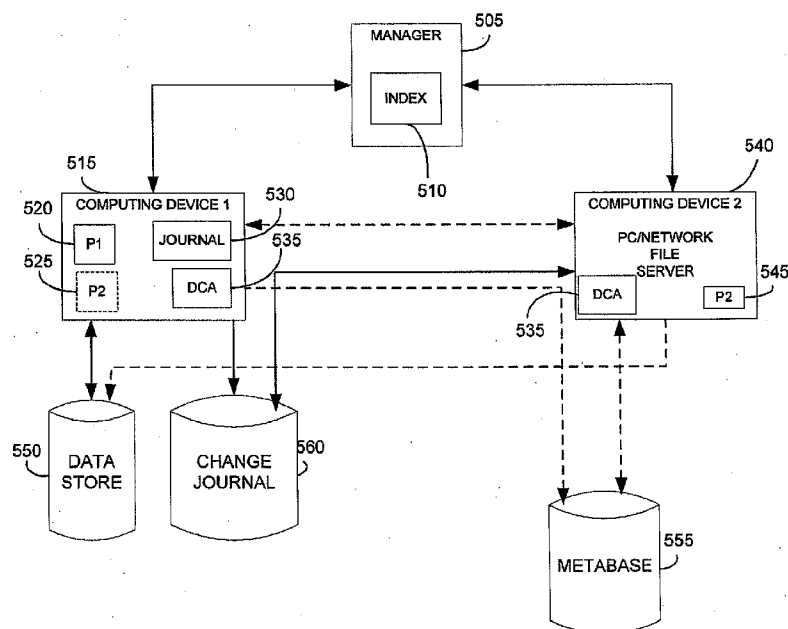 MANAGER
505
INDEX
510
515
COMPUTING DEVICE 1
520
P1
JOURNAL
530
525
P2
DCA
535
540
COMPUTING DEVICE 2
PC/NETWORK
FILE
SERVER
DCA
535
P2
545
550
DATA
STORE
CHANGE
JOURNAL
560
METABASE
555